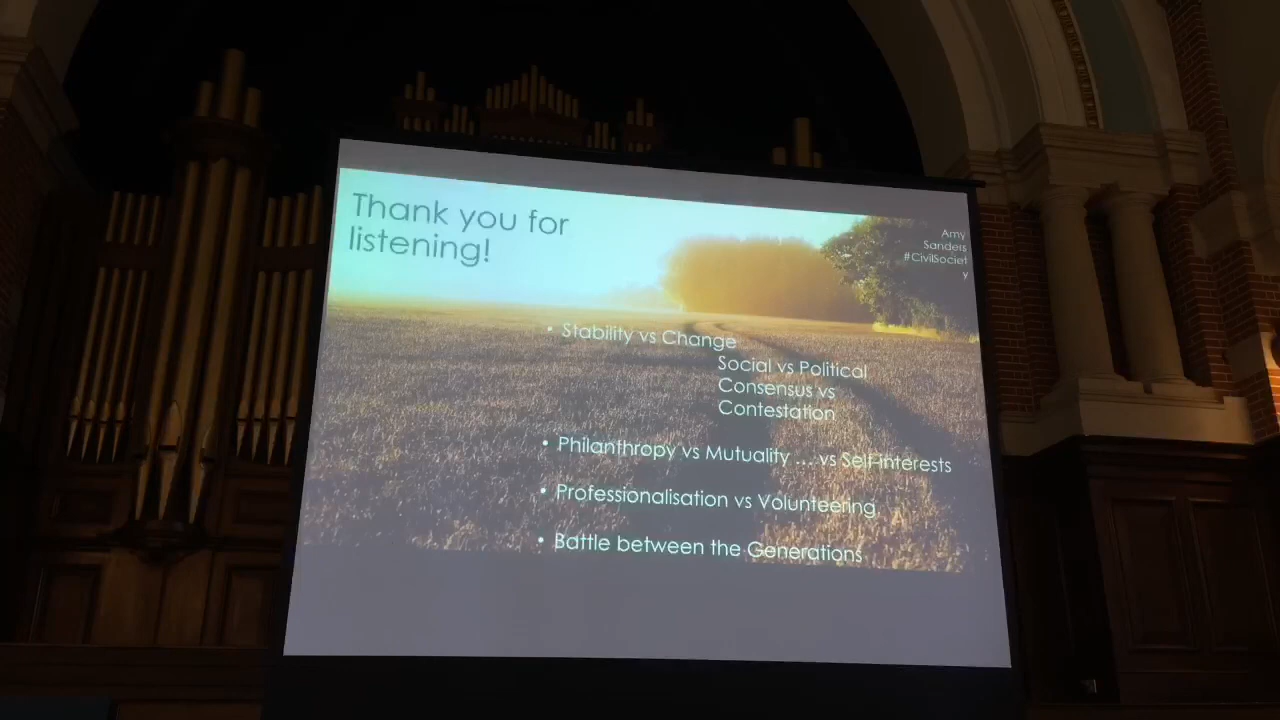 Thank you for
listening!
Amy
Sanders
#CivilSociet
y
• Stability vs Change
Social vs Political
Consensus vs
Contestation
• Philanthropy vs Mutuality ....vs Self-interests
• Professionalisation vs Volunteering
• Battle between the Generations